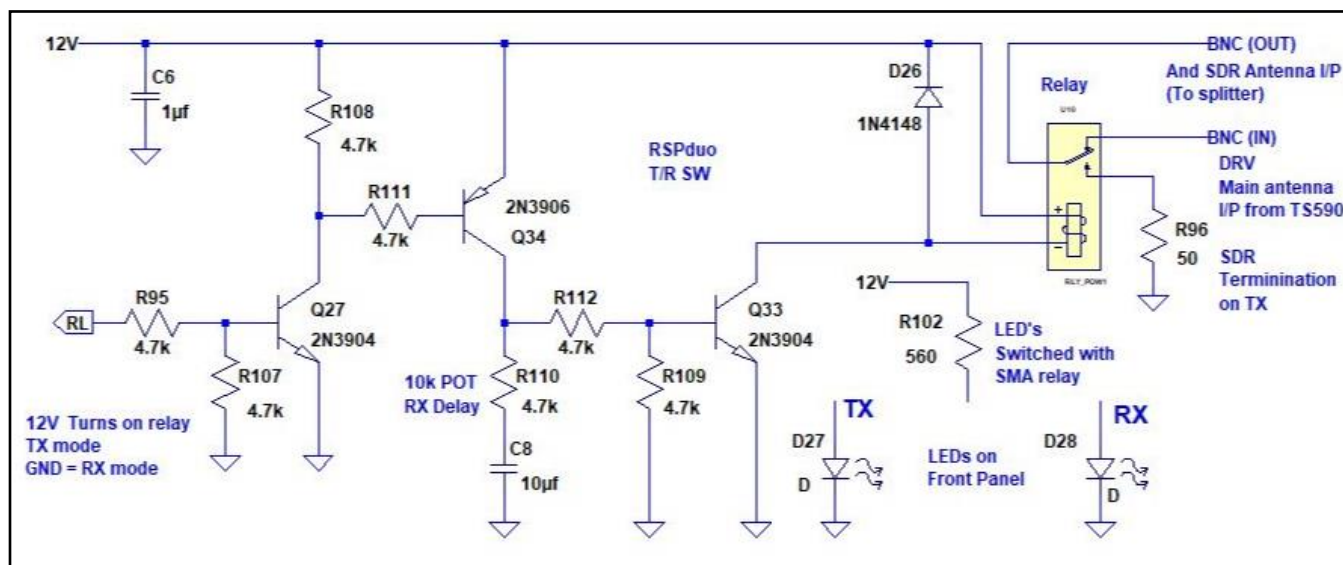 12V
C6
1µf
R108
4.7k
R111
4.7k
2N3906
Q34
RSPduo
T/R SW
D26
1N4148
Relay
U10
RLY_POW1
+
−
BNC (OUT)
And SDR Antenna I/P
(To splitter)
BNC (IN)
DRV
Main antenna
I/P from TS590
R96
50
SDR
Terminination
on TX
RL
R95
4.7k
Q27
2N3904
R107
4.7k
12V Turns on relay
TX mode
GND = RX mode
10k POT
RX Delay
R112
4.7k
R110
4.7k
C8
10µf
R109
4.7k
Q33
2N3904
12V
R102
560
LED's
Switched with
SMA relay
TX
D27
D
LEDs on
Front Panel
RX
D28
D